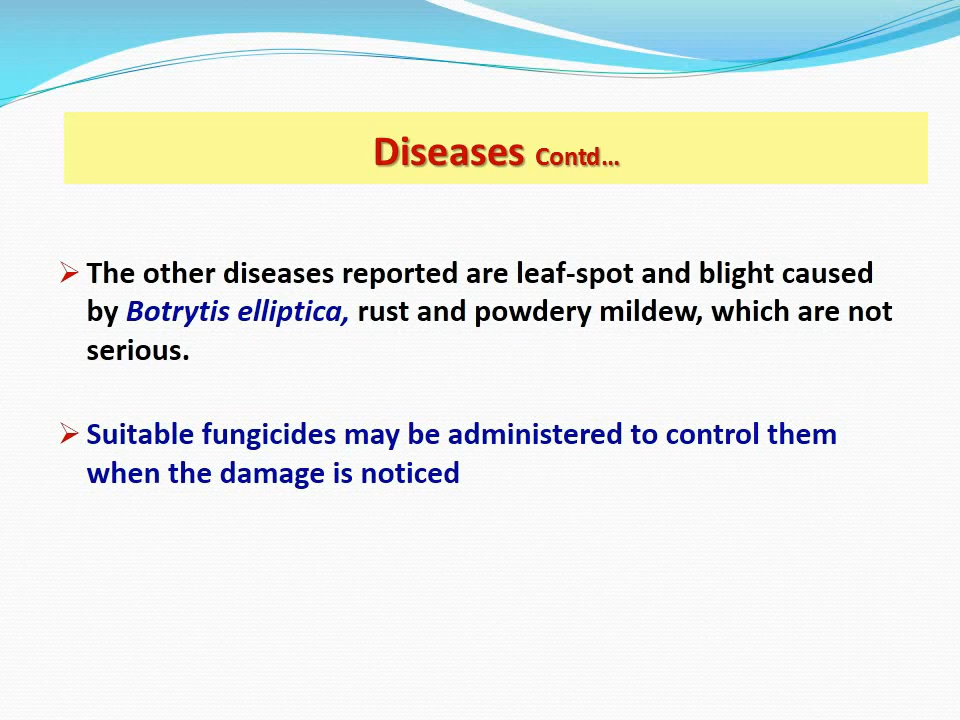 Diseases Contd...
The other diseases reported are leaf-spot and blight caused
by Botrytis elliptica, rust and powdery mildew, which are not
serious.
Suitable fungicides may be administered to control them
when the damage is noticed